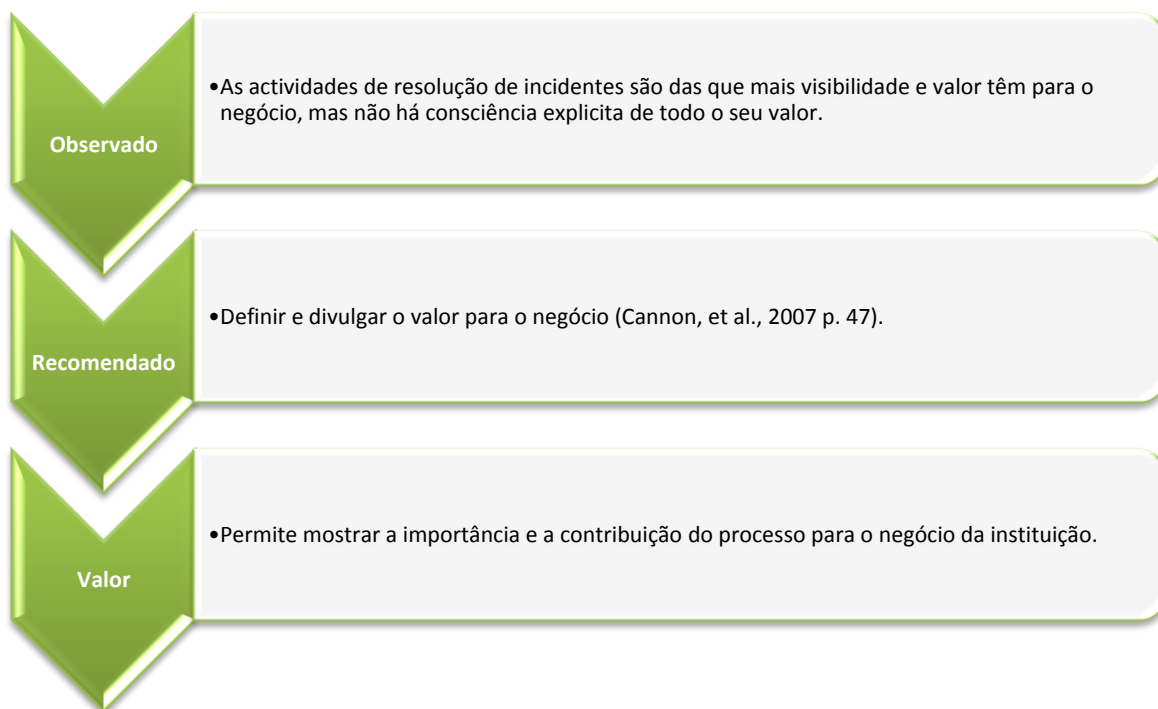 •As actividades de resolução de incidentes são das que mais visibilidade e valor têm para o
negócio, mas não há consciência explicita de todo o seu valor.
Observado
•Definir e divulgar o valor para o negócio (Cannon, et al., 2007 p. 47).
Recomendado
•Permite mostrar a importância e a contribuição do processo para o negócio da instituição.
Valor